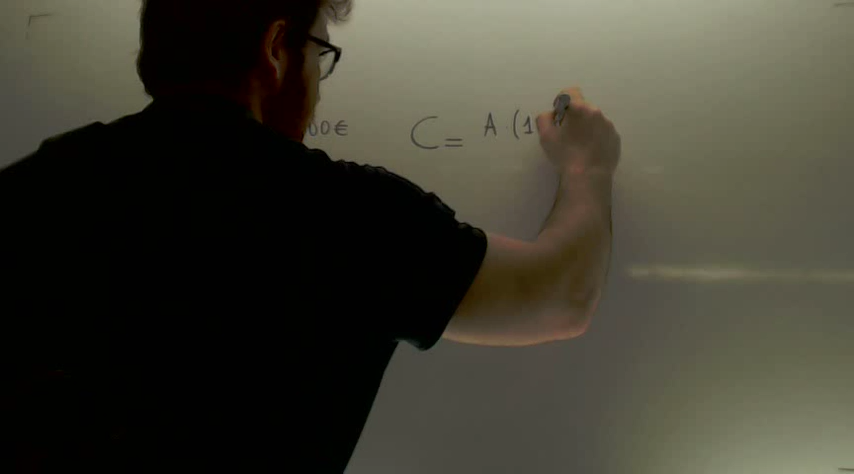 00€ C = A · (1